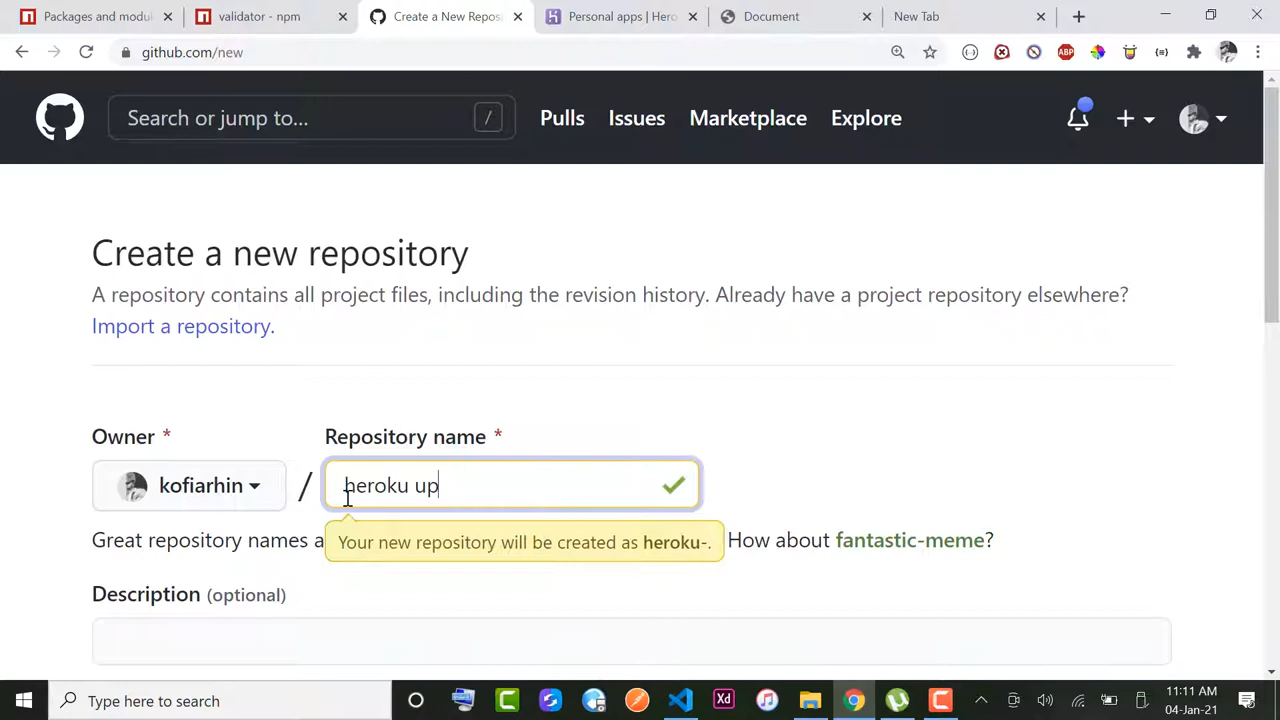 Packages and modul
validator - npm
Create a New Repos
Personal apps | Hero
Document
New Tab
github.com/new
ABP
Search or jump to...
/
Pulls
Issues
Marketplace
Explore
Create a new repository
A repository contains all project files, including the revision history. Already have a project repository elsewhere?
Import a repository.
Owner *
Repository name *
kofiarhin
/
heroku up
Great repository names a
Your new repository will be created as heroku-.
How about fantastic-meme?
Description (optional)
Type here to search
Xd
11:11 AM
04-Jan-21